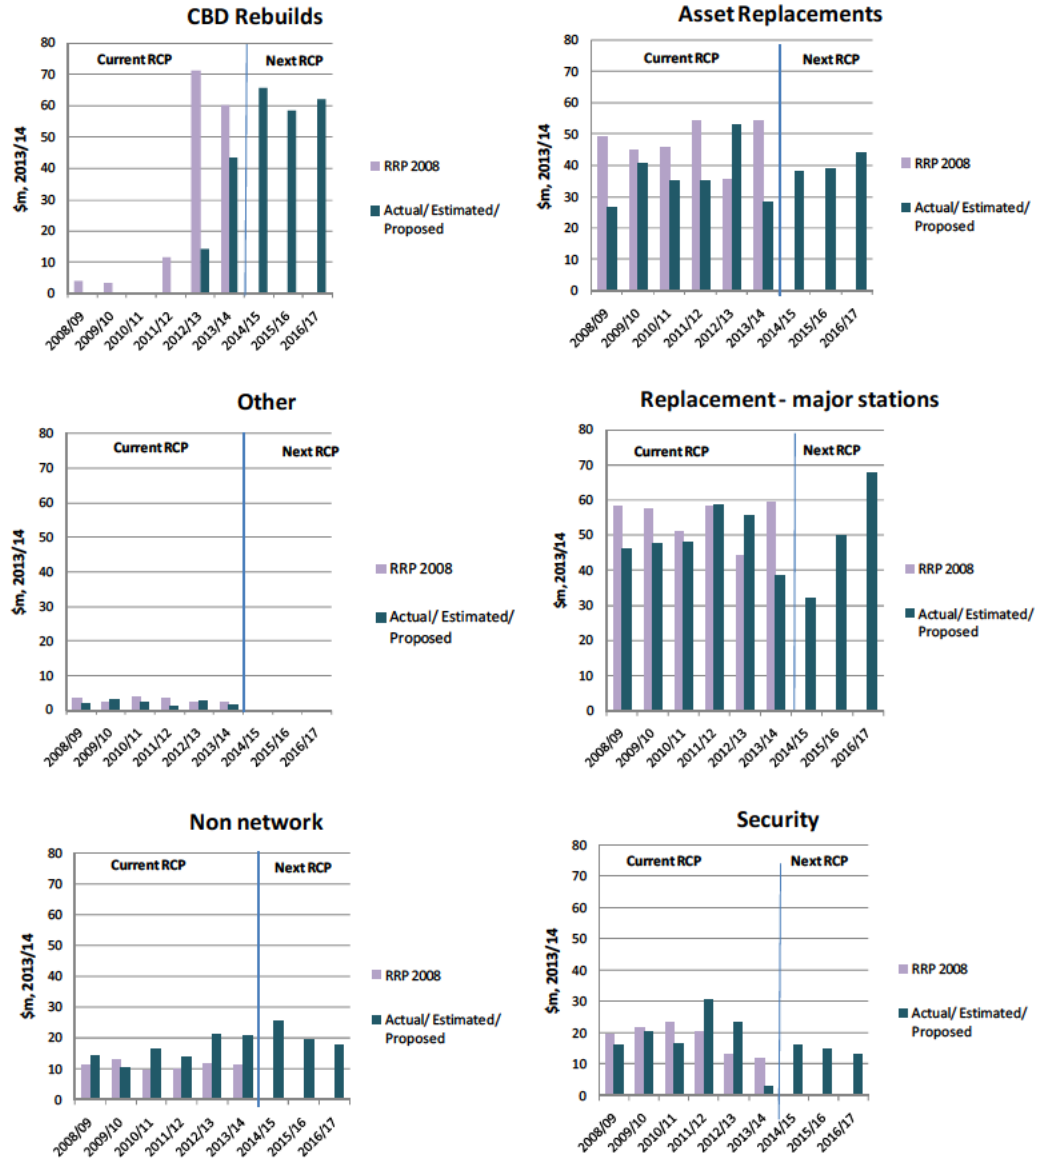 CBD Rebuilds
$m, 2013/14
80
70
60
50
40
30
20
10
0
Current RCP
Next RCP
2008/09
2009/10
2010/11
2011/12
2012/13
2013/14
2014/15
2015/16
2016/17
RRP 2008
Actual/ Estimated/
Proposed
Asset Replacements
$m, 2013/14
80
70
60
50
40
30
20
10
0
Current RCP
Next RCP
2008/09
2009/10
2010/11
2011/12
2012/13
2013/14
2014/15
2015/16
2016/17
RRP 2008
Actual/ Estimated/
Proposed
Other
$m, 2013/14
80
70
60
50
40
30
20
10
0
Current RCP
Next RCP
2008/09
2009/10
2010/11
2011/12
2012/13
2013/14
2014/15
2015/16
2016/17
RRP 2008
Actual/ Estimated/
Proposed
Replacement - major stations
$m, 2013/14
80
70
60
50
40
30
20
10
0
Current RCP
Next RCP
2008/09
2009/10
2010/11
2011/12
2012/13
2013/14
2014/15
2015/16
2016/17
RRP 2008
Actual/ Estimated/
Proposed
Non network
$m, 2013/14
80
70
60
50
40
30
20
10
0
Current RCP
Next RCP
2008/09
2009/10
2010/11
2011/12
2012/13
2013/14
2014/15
2015/16
2016/17
RRP 2008
Actual/ Estimated/
Proposed
Security
$m, 2013/14
80
70
60
50
40
30
20
10
0
Current RCP
Next RCP
2008/09
2009/10
2010/11
2011/12
2012/13
2013/14
2014/15
2015/16
2016/17
RRP 2008
Actual/ Estimated/
Proposed